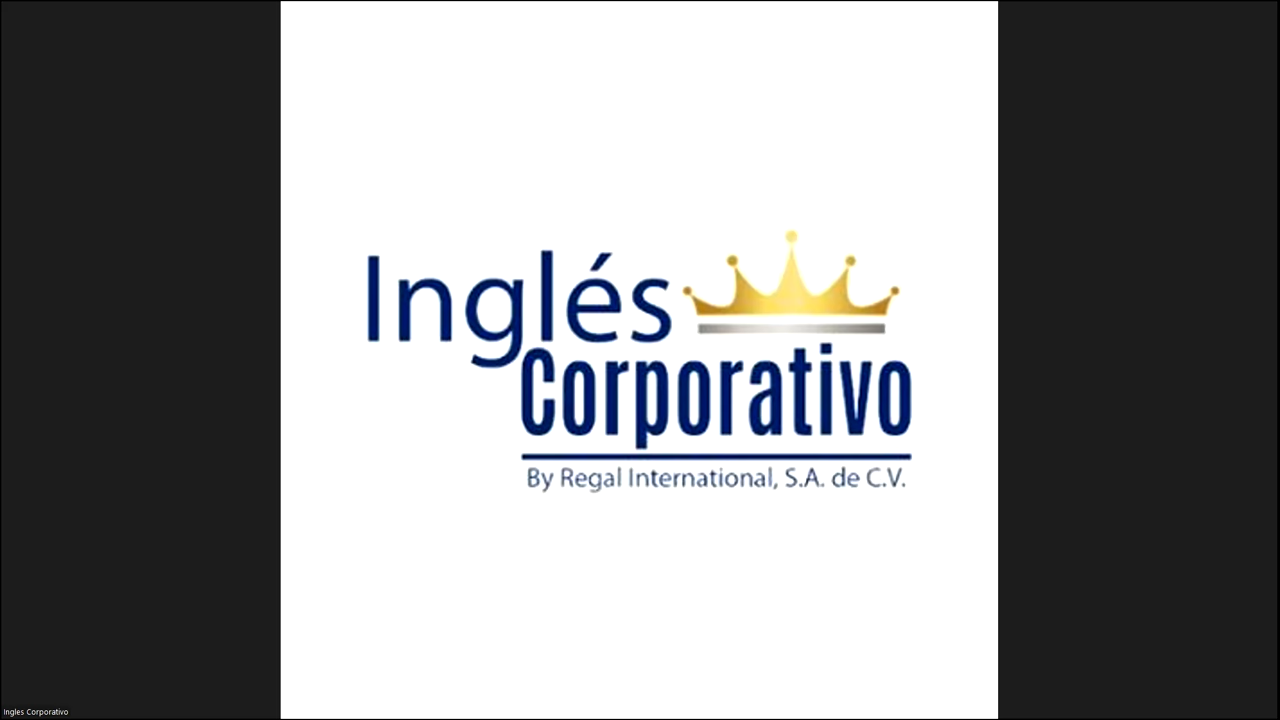 Inglés
Corporativo
By Regal International, S.A. de C.V.
Ingles Corporativo